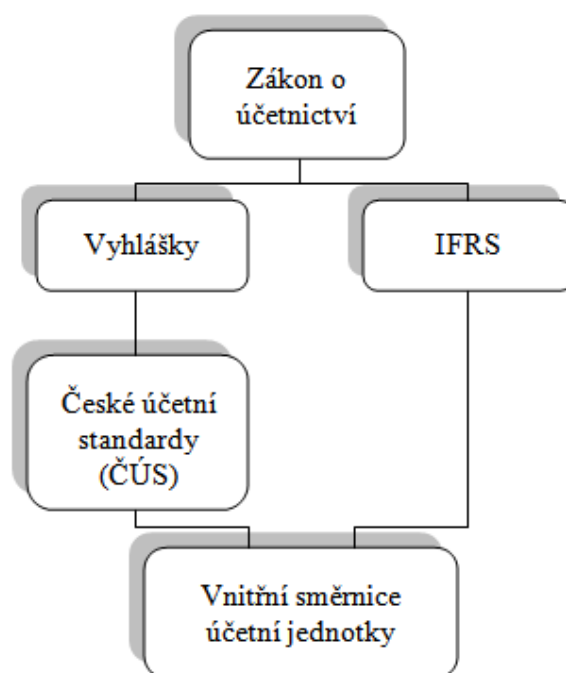 Zákon o
účetnictví
Vyhlášky
IFRS
České účetní
standardy
(ČÚS)
Vnitřní směrnice
účetní jednotky